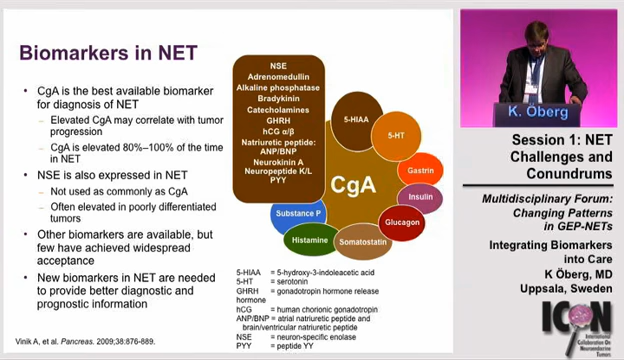 Biomarkers in NET
• CgA is the best available biomarker
for diagnosis of NET
– Elevated CgA may correlate with tumor
progression
– CgA is elevated 80%–100% of the time
in NET
• NSE is also expressed in NET
– Not used as commonly as CgA
– Often elevated in poorly differentiated
tumors
• Other biomarkers are available, but
few have achieved widespread
acceptance
• New biomarkers in NET are needed
to provide better diagnostic and
prognostic information
Vinik A, et al. Pancreas. 2009;38:876-889.
NSE
Adrenomedullin
Alkaline phosphatase
Bradykinin
Catecholamines
GHRH
hCG α/β
Natriuretic peptide:
ANP/BNP
Neurokinin A
Neuropeptide K/L
PYY
5-HIAA
5-HT
Gaxtrin
Insulin
Glucagon
Somatostatin
Histamine
Substance P
CgA
5-HIAA = 5-hydroxy-3-indoleacetic acid
5-HT = serotonin
GHRH = gonadotropin hormone release
hormone
hCG = human chorionic gonadotropin
ANP/BNP = atrial natriuretic peptide and
brain/ventricular natriuretic peptide
NSE = neuron-specific enolase
PYY = peptide YY
K. Öberg
Session 1: NET
Challenges and
Conundrums
Multidisciplinary Forum:
Changing Patterns
in GEP-NETs
Integrating Biomarkers
into Care
K Öberg, MD
Uppsala, Sweden
ICON
International
Collaboration On
Neuroendocrine
Tumors